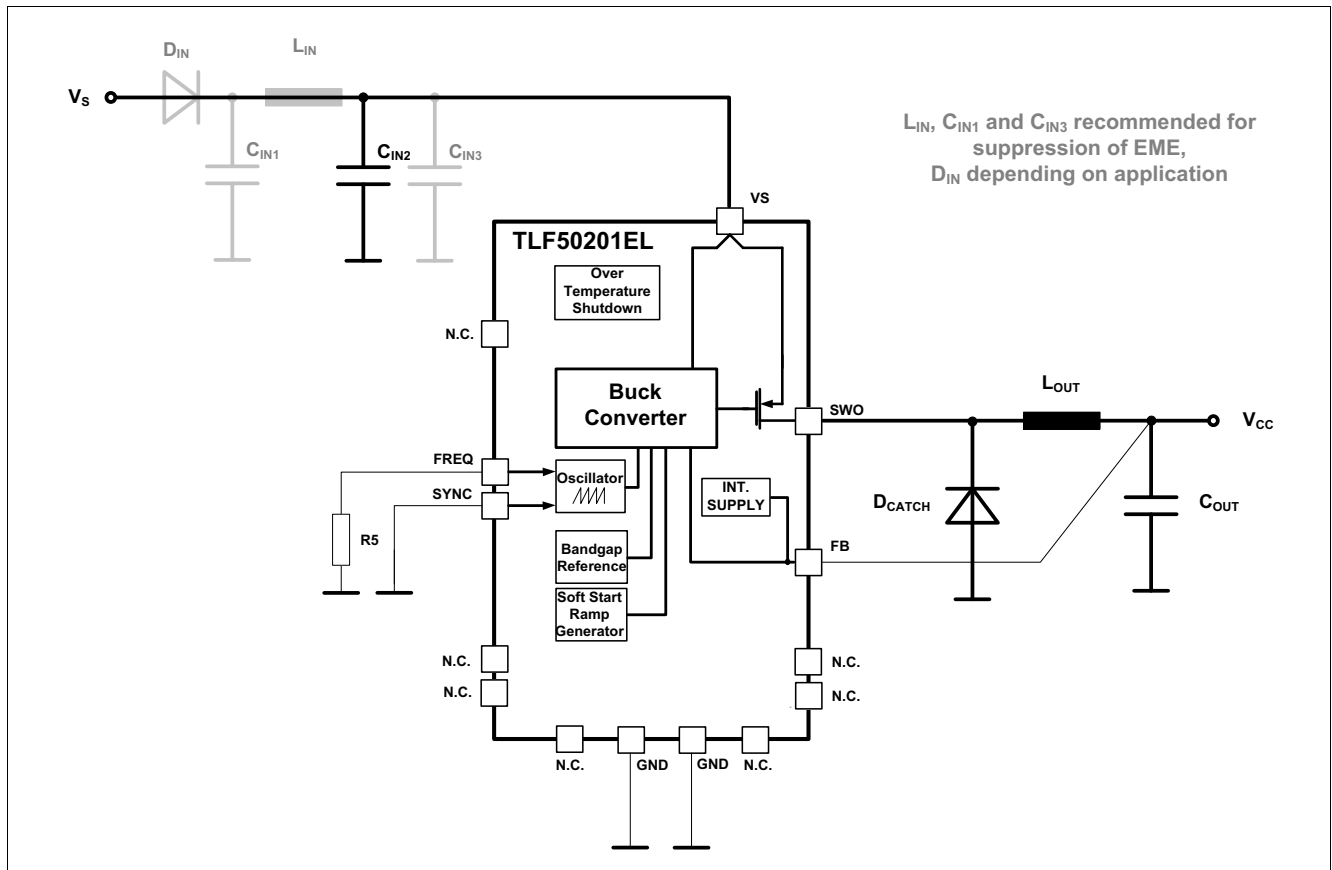 D_IN
L_IN
V_S
C_IN1
C_IN2
C_IN3
L_IN, C_IN1 and C_IN3 recommended for
suppression of EME,
D_IN depending on application
VS
TLF50201EL
Over
Temperature
Shutdown
N.C.
Buck
Converter
SWO
L_OUT
V_CC
FREQ
SYNC
Oscillator
INT.
SUPPLY
D_CATCH
C_OUT
R5
Bandgap
Reference
FB
Soft Start
Ramp
Generator
N.C.
N.C.
N.C.
N.C.
N.C.
GND
GND
N.C.